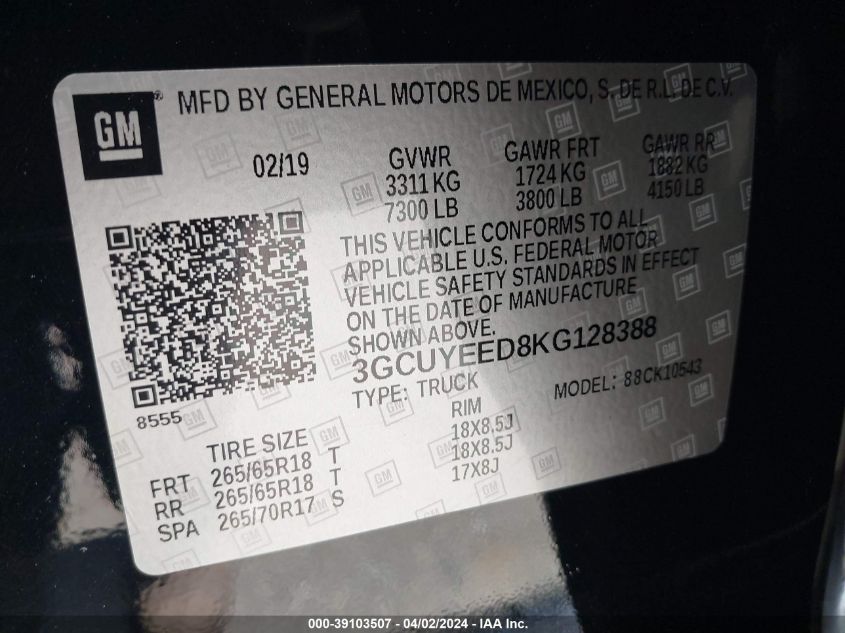 GM ® MFD BY GENERAL MOTORS DE MEXICO, S. DE R.L. DE C.V.
02/19 GVWR GAWR FRT GAWR RR
3311 KG 1724 KG 1882 KG
7300 LB 3800 LB 4150 LB
THIS VEHICLE CONFORMS TO ALL
APPLICABLE U.S. FEDERAL MOTOR
VEHICLE SAFETY STANDARDS IN EFFECT
ON THE DATE OF MANUFACTURE
SHOWN ABOVE.
3GCUYEED8KG128388
TYPE: TRUCK MODEL: 88CK10543
8555
TIRE SIZE RIM
FRT 265/65R18 T 18X8.5J
RR 265/65R18 T 18X8.5J
SPA 265/70R17 S 17X8J
000-39103507 - 04/02/2024 - IAA Inc.